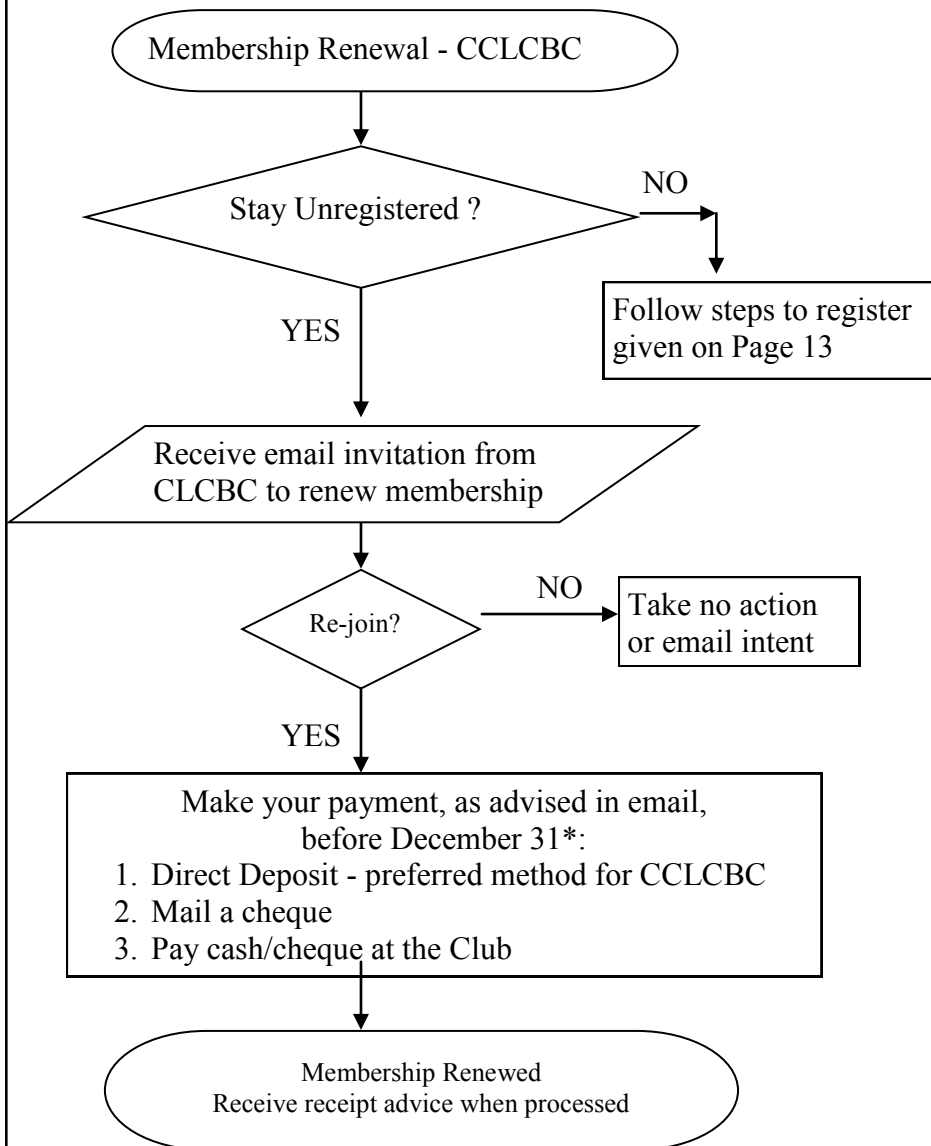 Membership Renewal - CCLCBC
Stay Unregistered ?
NO
Follow steps to register
given on Page 13
YES
Receive email invitation from
CLCBC to renew membership
Re-join?
NO
Take no action
or email intent
YES
Make your payment, as advised in email,
before December 31*:
1. Direct Deposit - preferred method for CCLCBC
2. Mail a cheque
3. Pay cash/cheque at the Club
Membership Renewed
Receive receipt advice when processed